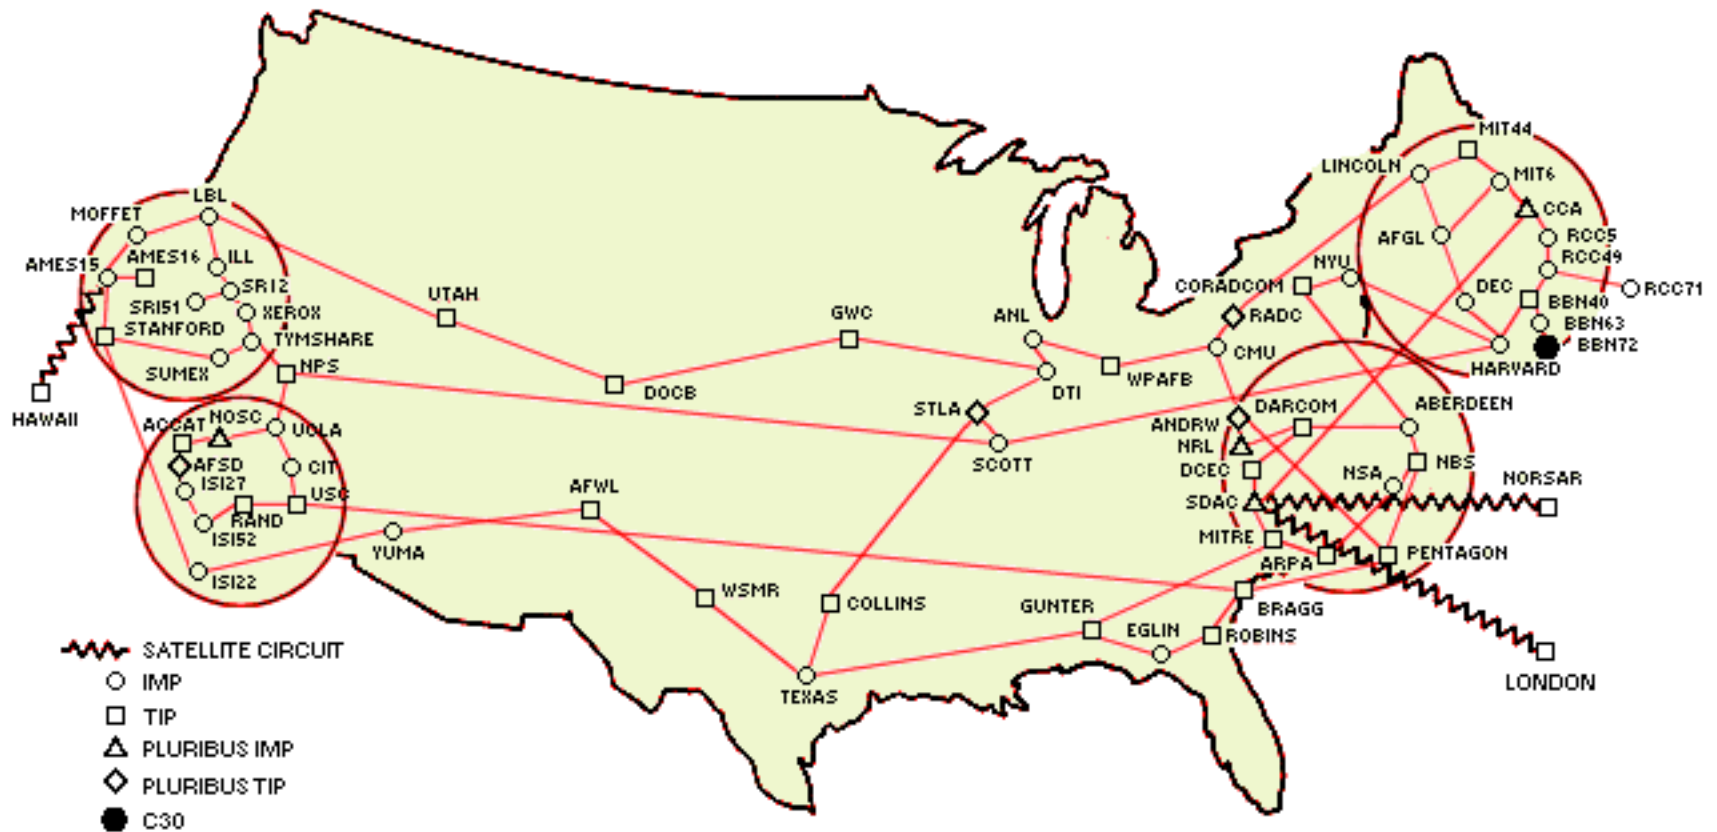 MIT44
LINCOLN
MIT6
CCA
AFGL
RCC5
RCC49
RCC71
DEC
BBN40
BBN63
BBN72
HARVARD
NYU
CORADCOM
RADC
CMU
LBL
MOFFET
AMES16
AMES15
ILL
SR12
SRI51
XEROX
STANFORD
TYMSHARE
SUMEX
NPS
HAWAII
UTAH
GWC
ANL
DOCB
WPAFB
DTI
STLA
SCOTT
ACCAT
NOSC
UCLA
AFSD
CIT
ISI27
USC
RAND
ISI52
ISI22
YUMA
AFWL
WSMR
COLLINS
TEXAS
GUNTER
EGLIN
ROBINS
BRAGG
DARCOM
ABERDEEN
ANDRW
NRL
DCEC
NSA
NBS
SDAC
NORSAR
MITRE
ARPA
PENTAGON
LONDON
SATELLITE CIRCUIT
IMP
TIP
PLURIBUS IMP
PLURIBUS TIP
C30